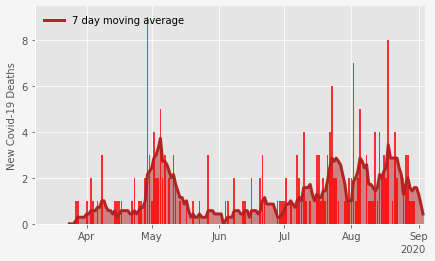 7 day moving average
New Covid-19 Deaths
8
6
4
2
0
Apr
May
Jun
Jul
Aug
Sep
2020